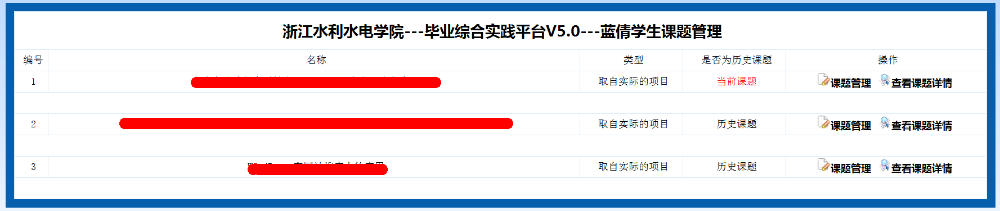 浙江水利水电学院---毕业综合实践平台V5.0---蓝倩学生课题管理
编号 名称 类型 是否为历史课题 操作
1 取自实际的项目 当前课题 课题管理 查看课题详情
2 取自实际的项目 历史课题 课题管理 查看课题详情
3 取自实际的项目 历史课题 课题管理 查看课题详情